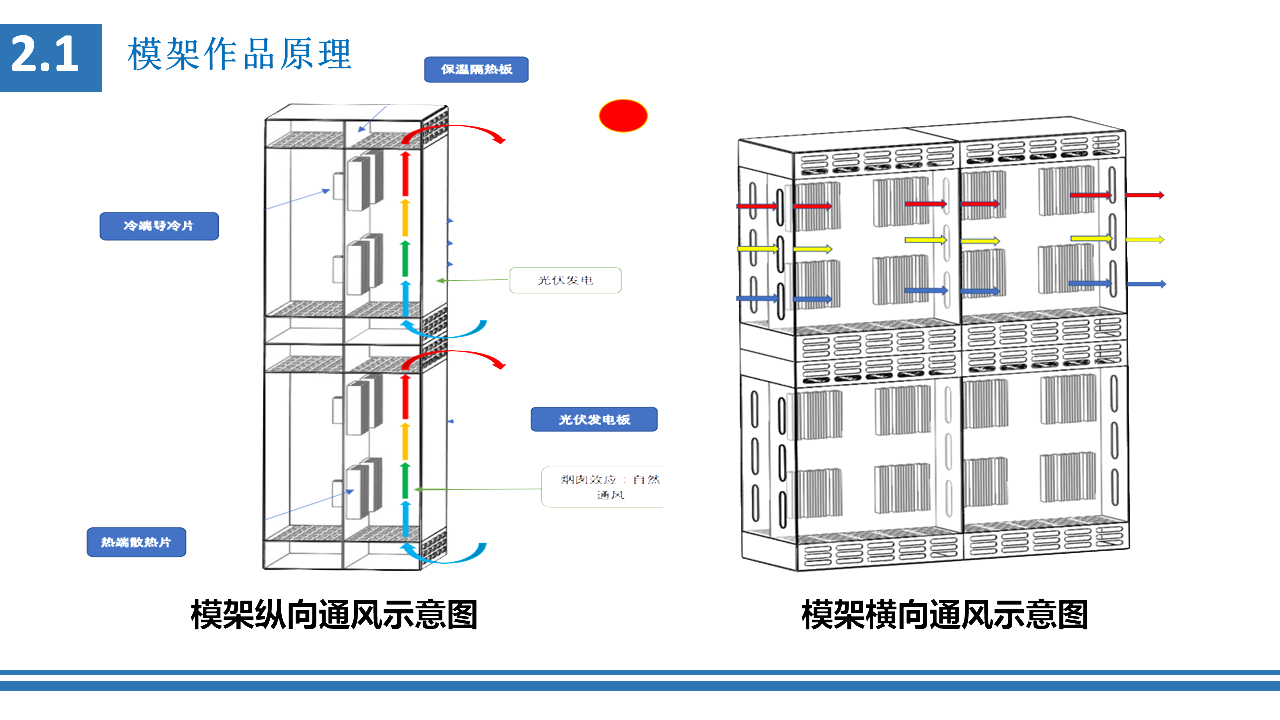 2.1
模架作品原理
保温隔热板
冷端导冷片
光伏发电
光伏发电板
烟囱效应：自然
通风
热端散热片
模架纵向通风示意图
模架横向通风示意图